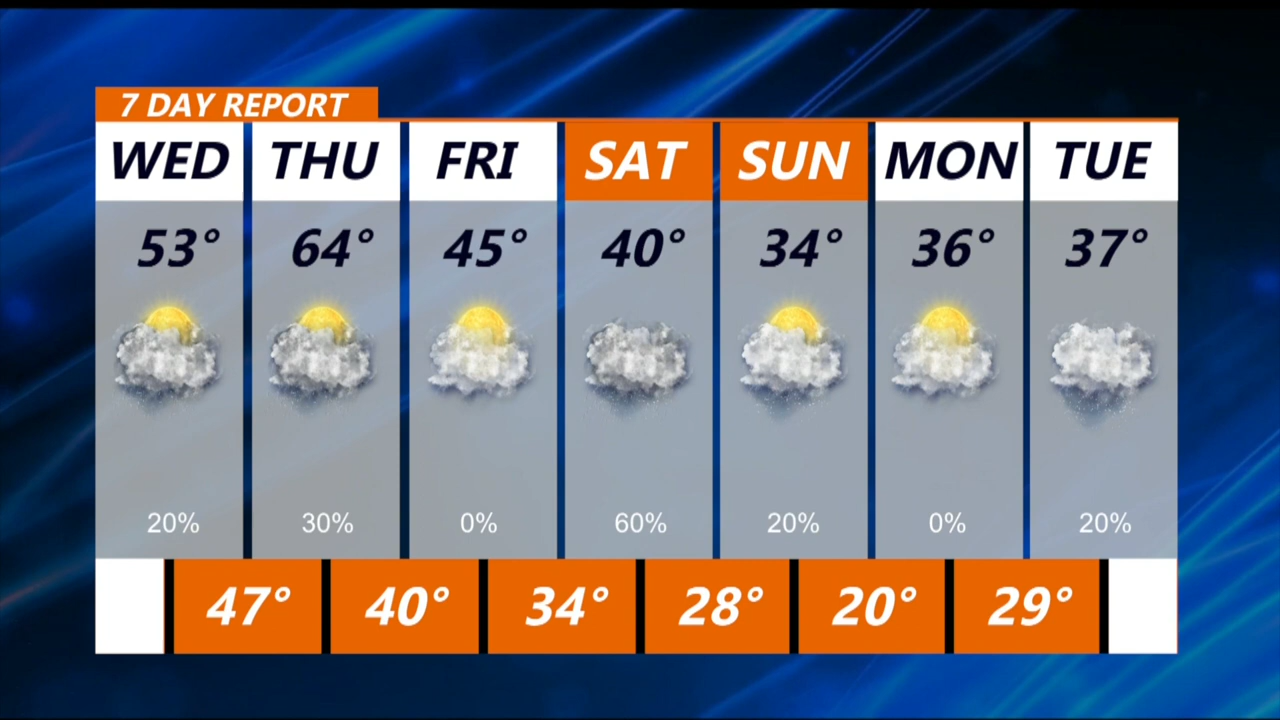 7 DAY REPORT
WED THU FRI SAT SUN MON TUE
53° 64° 45° 40° 34° 36° 37°
20% 30% 0% 60% 20% 0% 20%
47° 40° 34° 28° 20° 29°